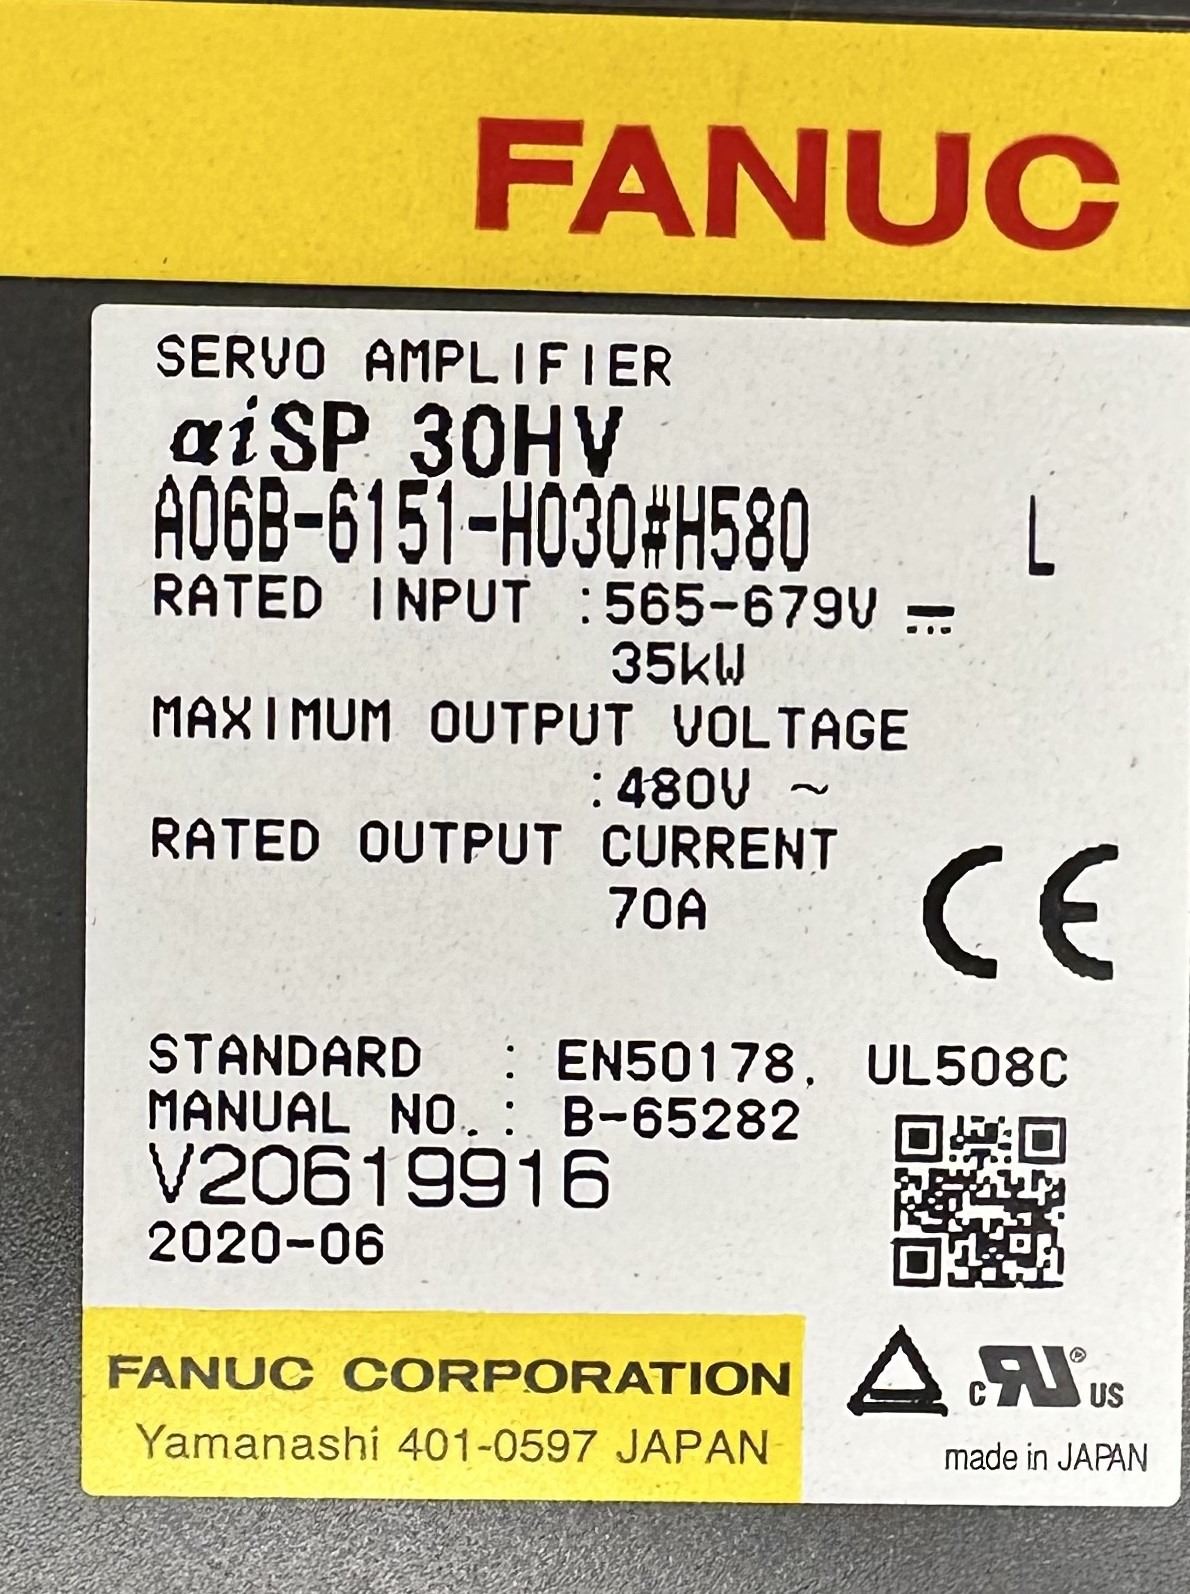 FANUC
SERVO AMPLIFIER
αiSP 30HV
A06B-6151-H030#H580 L
RATED INPUT :565-679V ⎓
35kW
MAXIMUM OUTPUT VOLTAGE
:480V ~
RATED OUTPUT CURRENT
70A
CE
STANDARD : EN50178, UL508C
MANUAL NO. : B-65282
V20619916
2020-06
FANUC CORPORATION
Yamanashi 401-0597 JAPAN
c RU ® US
made in JAPAN